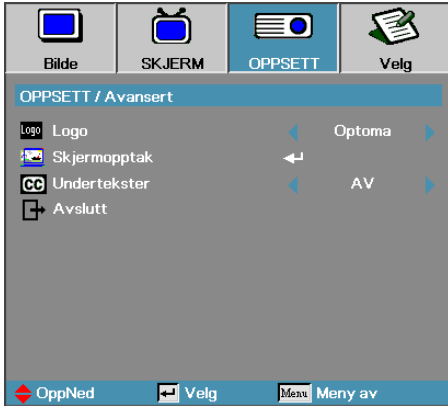 Bilde SKJERM OPPSETT Velg
OPPSETT / Avansert
Logo Logo Optoma
Skjermopptak
CC Undertekster AV
Avslutt
OppNed Velg Menu Meny av